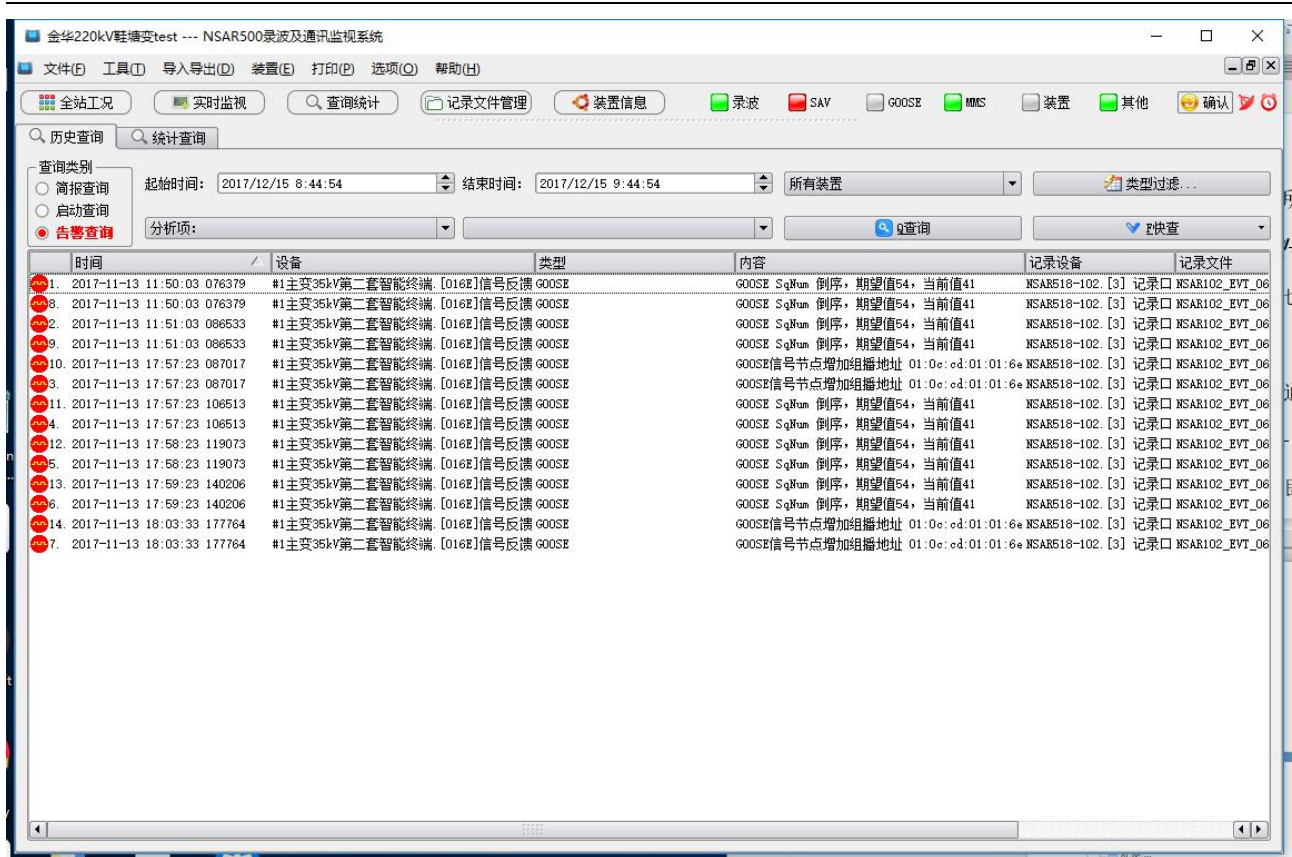 金华220kV鞋塘变test --- NSAR500录波及通讯监视系统
文件(F) 工具(T) 导入导出(D) 装置(E) 打印(P) 选项(O) 帮助(H)
全站工况 实时监视 查询统计 记录文件管理 装置信息 录波 SAV GOOSE MMS 装置 其他 确认
历史查询 统计查询
查询类别
简报查询 起始时间: 2017/12/15 8:44:54 结束时间: 2017/12/15 9:44:54 所有装置 类型过滤...
启动查询
告警查询 分析项: Q查询 F快查
时间 设备 类型 内容 记录设备 记录文件
1. 2017-11-13 11:50:03 076379 #1主变35kV第二套智能终端.[016E]信号反馈 GOOSE GOOSE SqNum 倒序，期望值54，当前值41 NSAR518-102.[3] 记录口 NSAR102_EVT_06
8. 2017-11-13 11:50:03 076379 #1主变35kV第二套智能终端.[016E]信号反馈 GOOSE GOOSE SqNum 倒序，期望值54，当前值41 NSAR518-102.[3] 记录口 NSAR102_EVT_06
2. 2017-11-13 11:51:03 086533 #1主变35kV第二套智能终端.[016E]信号反馈 GOOSE GOOSE SqNum 倒序，期望值54，当前值41 NSAR518-102.[3] 记录口 NSAR102_EVT_06
9. 2017-11-13 11:51:03 086533 #1主变35kV第二套智能终端.[016E]信号反馈 GOOSE GOOSE SqNum 倒序，期望值54，当前值41 NSAR518-102.[3] 记录口 NSAR102_EVT_06
10. 2017-11-13 17:57:23 087017 #1主变35kV第二套智能终端.[016E]信号反馈 GOOSE GOOSE信号节点增加组播地址 01:0c:cd:01:01:6e NSAR518-102.[3] 记录口 NSAR102_EVT_06
3. 2017-11-13 17:57:23 087017 #1主变35kV第二套智能终端.[016E]信号反馈 GOOSE GOOSE信号节点增加组播地址 01:0c:cd:01:01:6e NSAR518-102.[3] 记录口 NSAR102_EVT_06
11. 2017-11-13 17:57:23 106513 #1主变35kV第二套智能终端.[016E]信号反馈 GOOSE GOOSE SqNum 倒序，期望值54，当前值41 NSAR518-102.[3] 记录口 NSAR102_EVT_06
4. 2017-11-13 17:57:23 106513 #1主变35kV第二套智能终端.[016E]信号反馈 GOOSE GOOSE SqNum 倒序，期望值54，当前值41 NSAR518-102.[3] 记录口 NSAR102_EVT_06
12. 2017-11-13 17:58:23 119073 #1主变35kV第二套智能终端.[016E]信号反馈 GOOSE GOOSE SqNum 倒序，期望值54，当前值41 NSAR518-102.[3] 记录口 NSAR102_EVT_06
5. 2017-11-13 17:58:23 119073 #1主变35kV第二套智能终端.[016E]信号反馈 GOOSE GOOSE SqNum 倒序，期望值54，当前值41 NSAR518-102.[3] 记录口 NSAR102_EVT_06
13. 2017-11-13 17:59:23 140206 #1主变35kV第二套智能终端.[016E]信号反馈 GOOSE GOOSE SqNum 倒序，期望值54，当前值41 NSAR518-102.[3] 记录口 NSAR102_EVT_06
6. 2017-11-13 17:59:23 140206 #1主变35kV第二套智能终端.[016E]信号反馈 GOOSE GOOSE SqNum 倒序，期望值54，当前值41 NSAR518-102.[3] 记录口 NSAR102_EVT_06
14. 2017-11-13 18:03:33 177764 #1主变35kV第二套智能终端.[016E]信号反馈 GOOSE GOOSE信号节点增加组播地址 01:0c:cd:01:01:6e NSAR518-102.[3] 记录口 NSAR102_EVT_06
7. 2017-11-13 18:03:33 177764 #1主变35kV第二套智能终端.[016E]信号反馈 GOOSE GOOSE信号节点增加组播地址 01:0c:cd:01:01:6e NSAR518-102.[3] 记录口 NSAR102_EVT_06